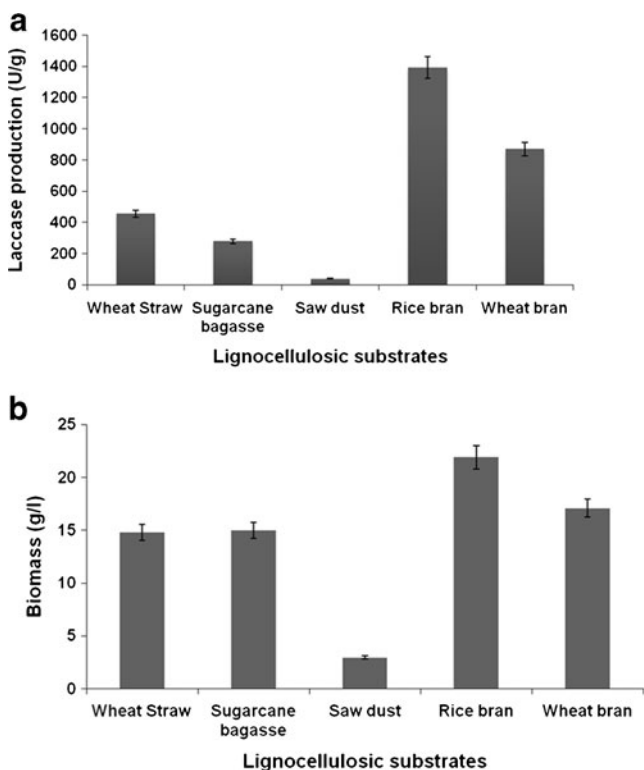 a
Laccase production (U/g)
1600
1400
1200
1000
800
600
400
200
0
Wheat Straw Sugarcane bagasse Saw dust Rice bran Wheat bran
Lignocellulosic substrates
b
Biomass (g/l)
25
20
15
10
5
0
Wheat Straw Sugarcane bagasse Saw dust Rice bran Wheat bran
Lignocellulosic substrates